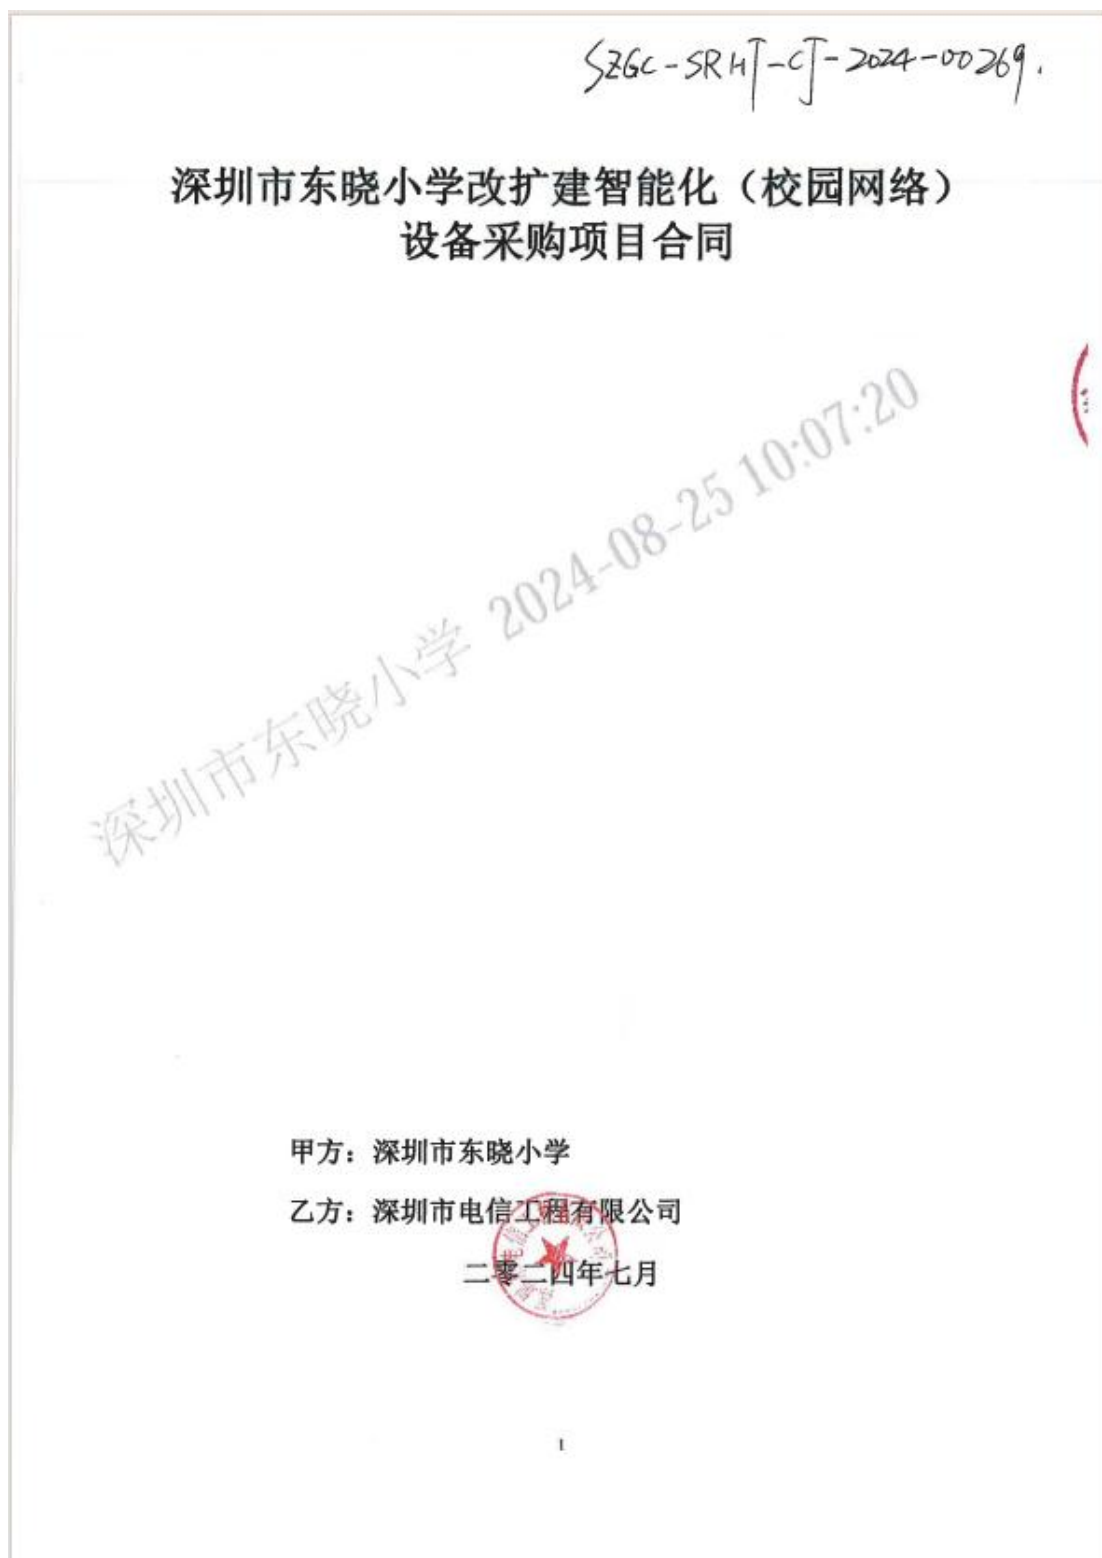 SZGC-SRHT-CJ-2024-00269.
深圳市东晓小学改扩建智能化（校园网络）
设备采购项目合同
深圳市东晓小学 2024-08-25 10:07:20
甲方：深圳市东晓小学
乙方：深圳市电信工程有限公司
二零二四年七月
1